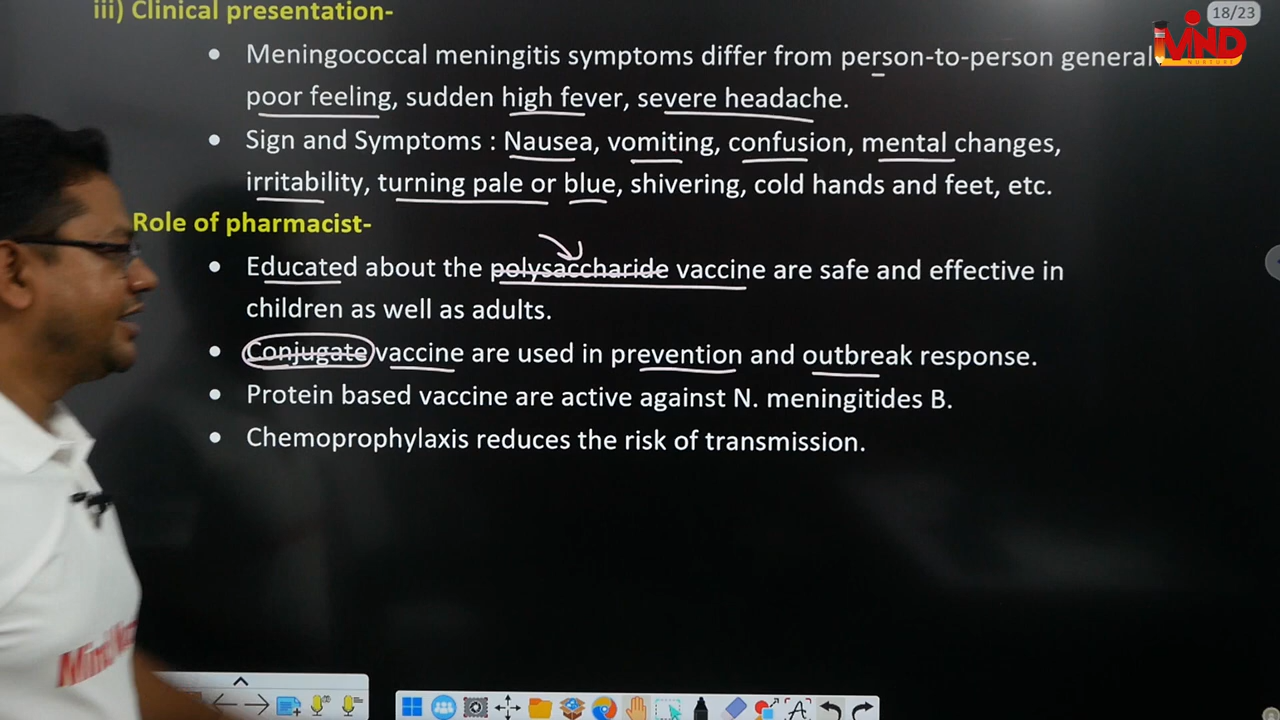 iii) Clinical presentation-
18/23
• Meningococcal meningitis symptoms differ from person-to-person general
poor feeling, sudden high fever, severe headache.
• Sign and Symptoms : Nausea, vomiting, confusion, mental changes,
irritability, turning pale or blue, shivering, cold hands and feet, etc.
Role of pharmacist-
• Educated about the polysaccharide vaccine are safe and effective in
children as well as adults.
• Conjugate vaccine are used in prevention and outbreak response.
• Protein based vaccine are active against N. meningitides B.
• Chemoprophylaxis reduces the risk of transmission.
MIND
NURTURE